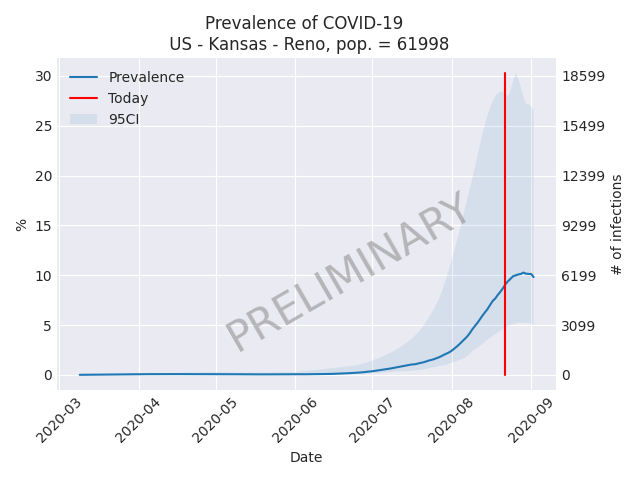 Prevalence of COVID-19
US - Kansas - Reno, pop. = 61998
Prevalence
Today
95CI
30
25
20
15
10
5
0
%
18599
15499
12399
9299
6199
3099
0
# of infections
PRELIMINARY
2020-03
2020-04
2020-05
2020-06
2020-07
2020-08
2020-09
Date